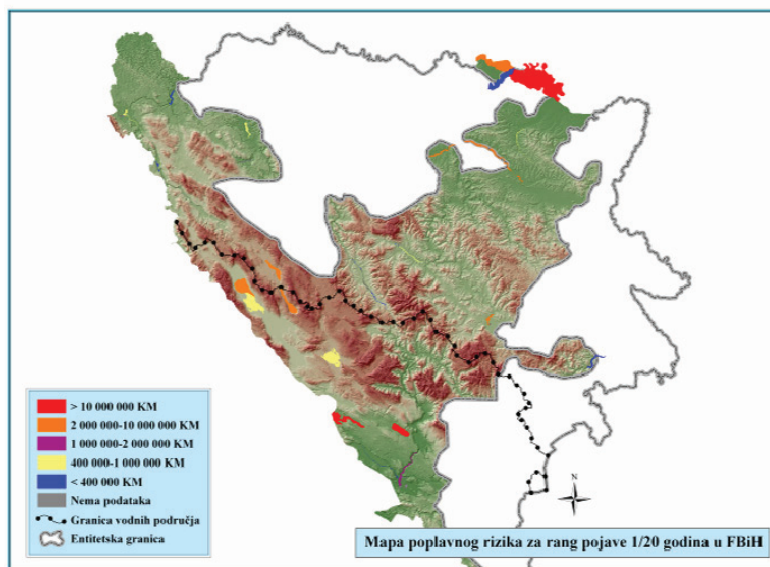 > 10 000 000 KM
2 000 000-10 000 000 KM
1 000 000-2 000 000 KM
400 000-1 000 000 KM
< 400 000 KM
Nema podataka
Granica vodnih područja
Entitetska granica
N
Mapa poplavnog rizika za rang pojave 1/20 godina u FBiH